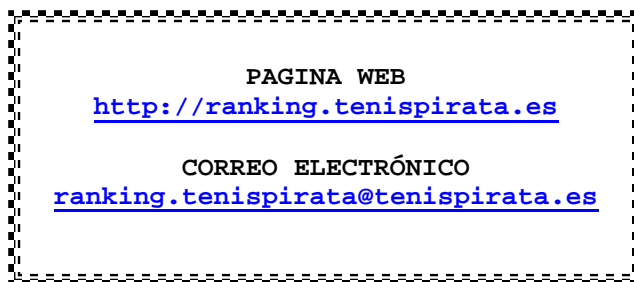 PAGINA WEB
http://ranking.tenispirata.es
CORREO ELECTRÓNICO
ranking.tenispirata@tenispirata.es